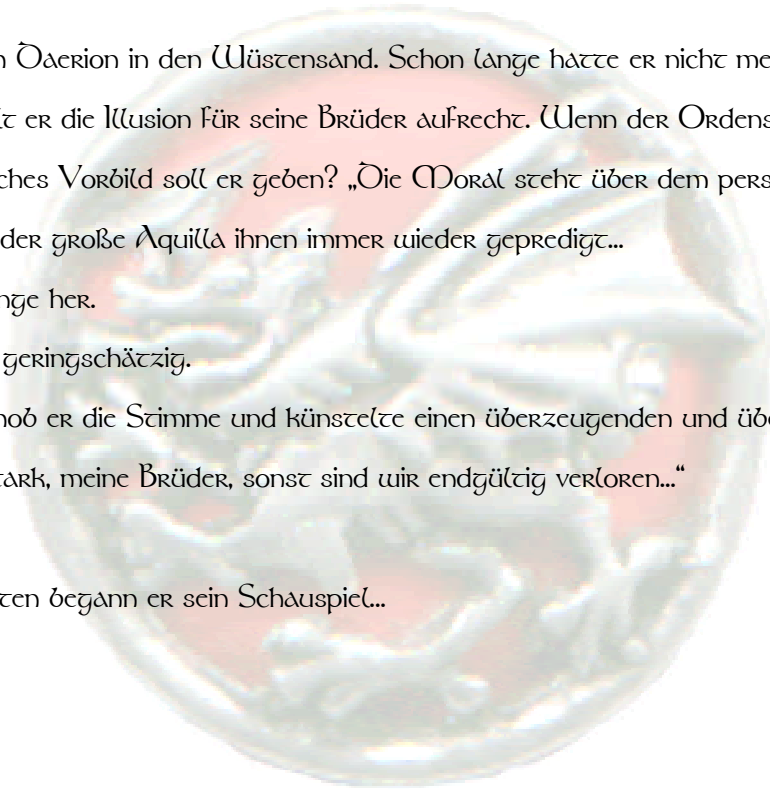 n Daerion in den Wüstensand. Schon lange hatte er nicht me
lt er die Illusion für seine Brüder aufrecht. Wenn der Ordens
ches Vorbild soll er geben? „Die Moral steht über dem pers
der große Aquilla ihnen immer wieder gepredigt...
nge her.
geringschätzig.
hob er die Stimme und künstelte einen überzeugenden und übe
tark, meine Brüder, sonst sind wir endgültig verloren...“
ten begann er sein Schauspiel...